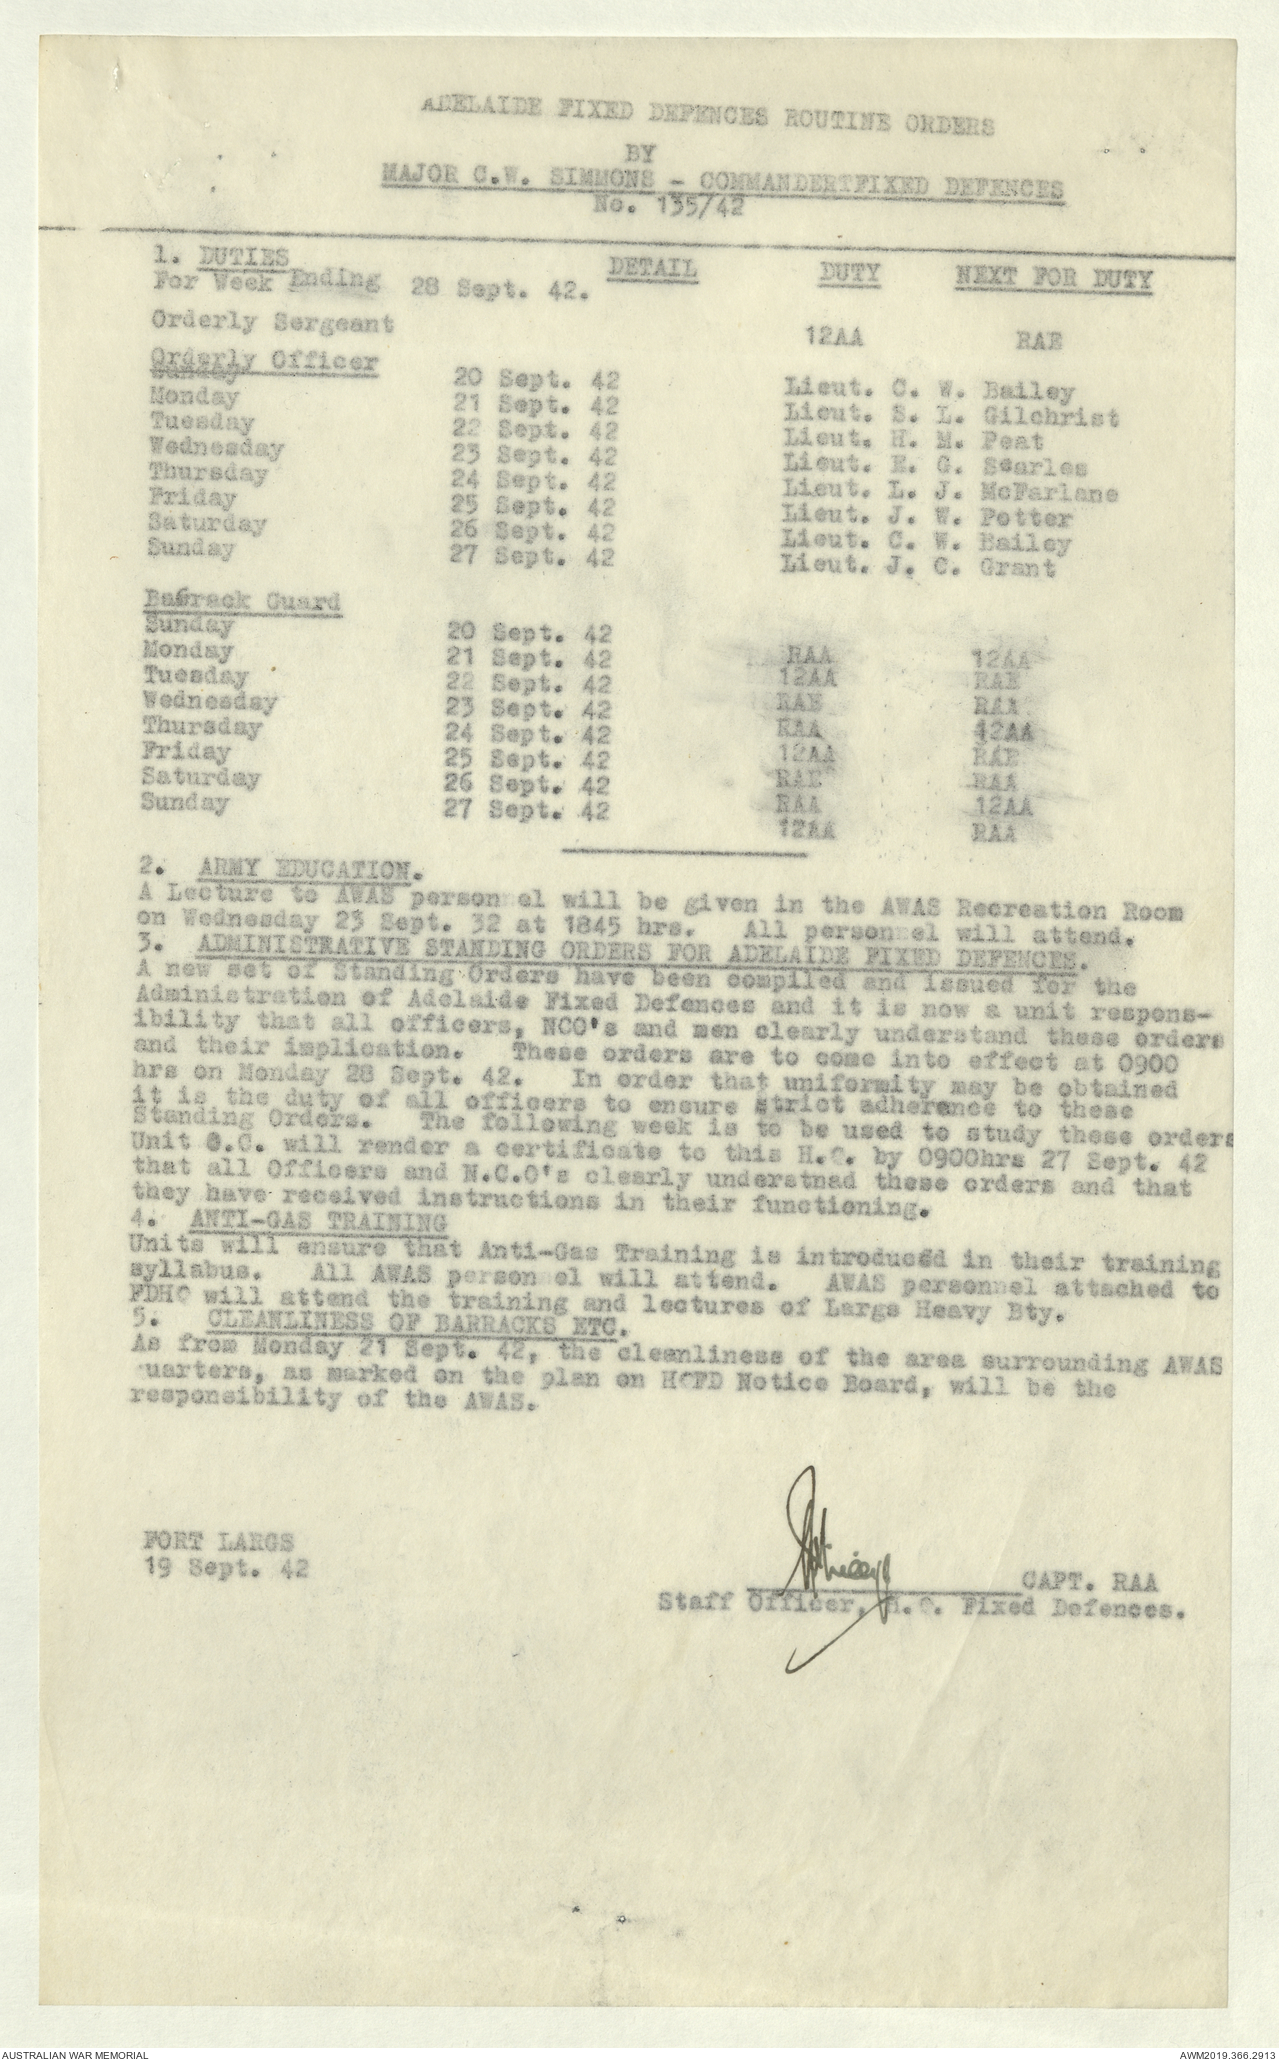 ADELAIDE FIXED DEFENCES ROUTINE ORDERS
BY
MAJOR C.W. SIMMONS - COMMANDERTFIXED DEFENCES
No. 135/42
1. DUTIES DETAIL DUTY NEXT FOR DUTY
For Week Ending 28 Sept. 42.
Orderly Sergeant 12AA RAE
Orderly Officer
Sunday 20 Sept. 42 Lieut. C. W. Bailey
Monday 21 Sept. 42 Lieut. S. L. Gilchrist
Tuesday 22 Sept. 42 Lieut. H. M. Peat
Wednesday 23 Sept. 42 Lieut. E. G. Searles
Thursday 24 Sept. 42 Lieut. L. J. McFarlane
Friday 25 Sept. 42 Lieut. J. W. Potter
Saturday 26 Sept. 42 Lieut. C. W. Bailey
Sunday 27 Sept. 42 Lieut. J. C. Grant
Barrack Guard
Sunday 20 Sept. 42 RAA 12AA
Monday 21 Sept. 42 12AA RAE
Tuesday 22 Sept. 42 RAE RAA
Wednesday 23 Sept. 42 RAA 12AA
Thursday 24 Sept. 42 12AA RAE
Friday 25 Sept. 42 RAE RAA
Saturday 26 Sept. 42 RAA 12AA
Sunday 27 Sept. 42 12AA RAA
2. ARMY EDUCATION.
A Lecture to AWAS personnel will be given in the AWAS Recreation Room
on Wednesday 23 Sept. 32 at 1845 hrs. All personnel will attend.
3. ADMINISTRATIVE STANDING ORDERS FOR ADELAIDE FIXED DEFENCES.
A new set of Standing Orders have been compiled and issued for the
Administration of Adelaide Fixed Defences and it is now a unit respons-
ibility that all officers, NCO's and men clearly understand these orders
and their implication. These orders are to come into effect at 0900
hrs on Monday 28 Sept. 42. In order that uniformity may be obtained
it is the duty of all officers to ensure strict adherence to these
Standing Orders. The following week is to be used to study these orders
Unit O.C. will render a certificate to this H.Q. by 0900hrs 27 Sept. 42
that all Officers and N.C.O's clearly understnad these orders and that
they have received instructions in their functioning.
4. ANTI-GAS TRAINING
Units will ensure that Anti-Gas Training is introduced in their training
syllabus. All AWAS personnel will attend. AWAS personnel attached to
FDHQ will attend the training and lectures of Largs Heavy Bty.
5. CLEANLINESS OF BARRACKS ETC.
As from Monday 21 Sept. 42, the cleanliness of the area surrounding AWAS
quarters, as marked on the plan on HQFD Notice Board, will be the
responsibility of the AWAS.
FORT LARGS
19 Sept. 42
CAPT. RAA
Staff Officer, H.Q. Fixed Defences.
AUSTRALIAN WAR MEMORIAL AWM2019.366.2913